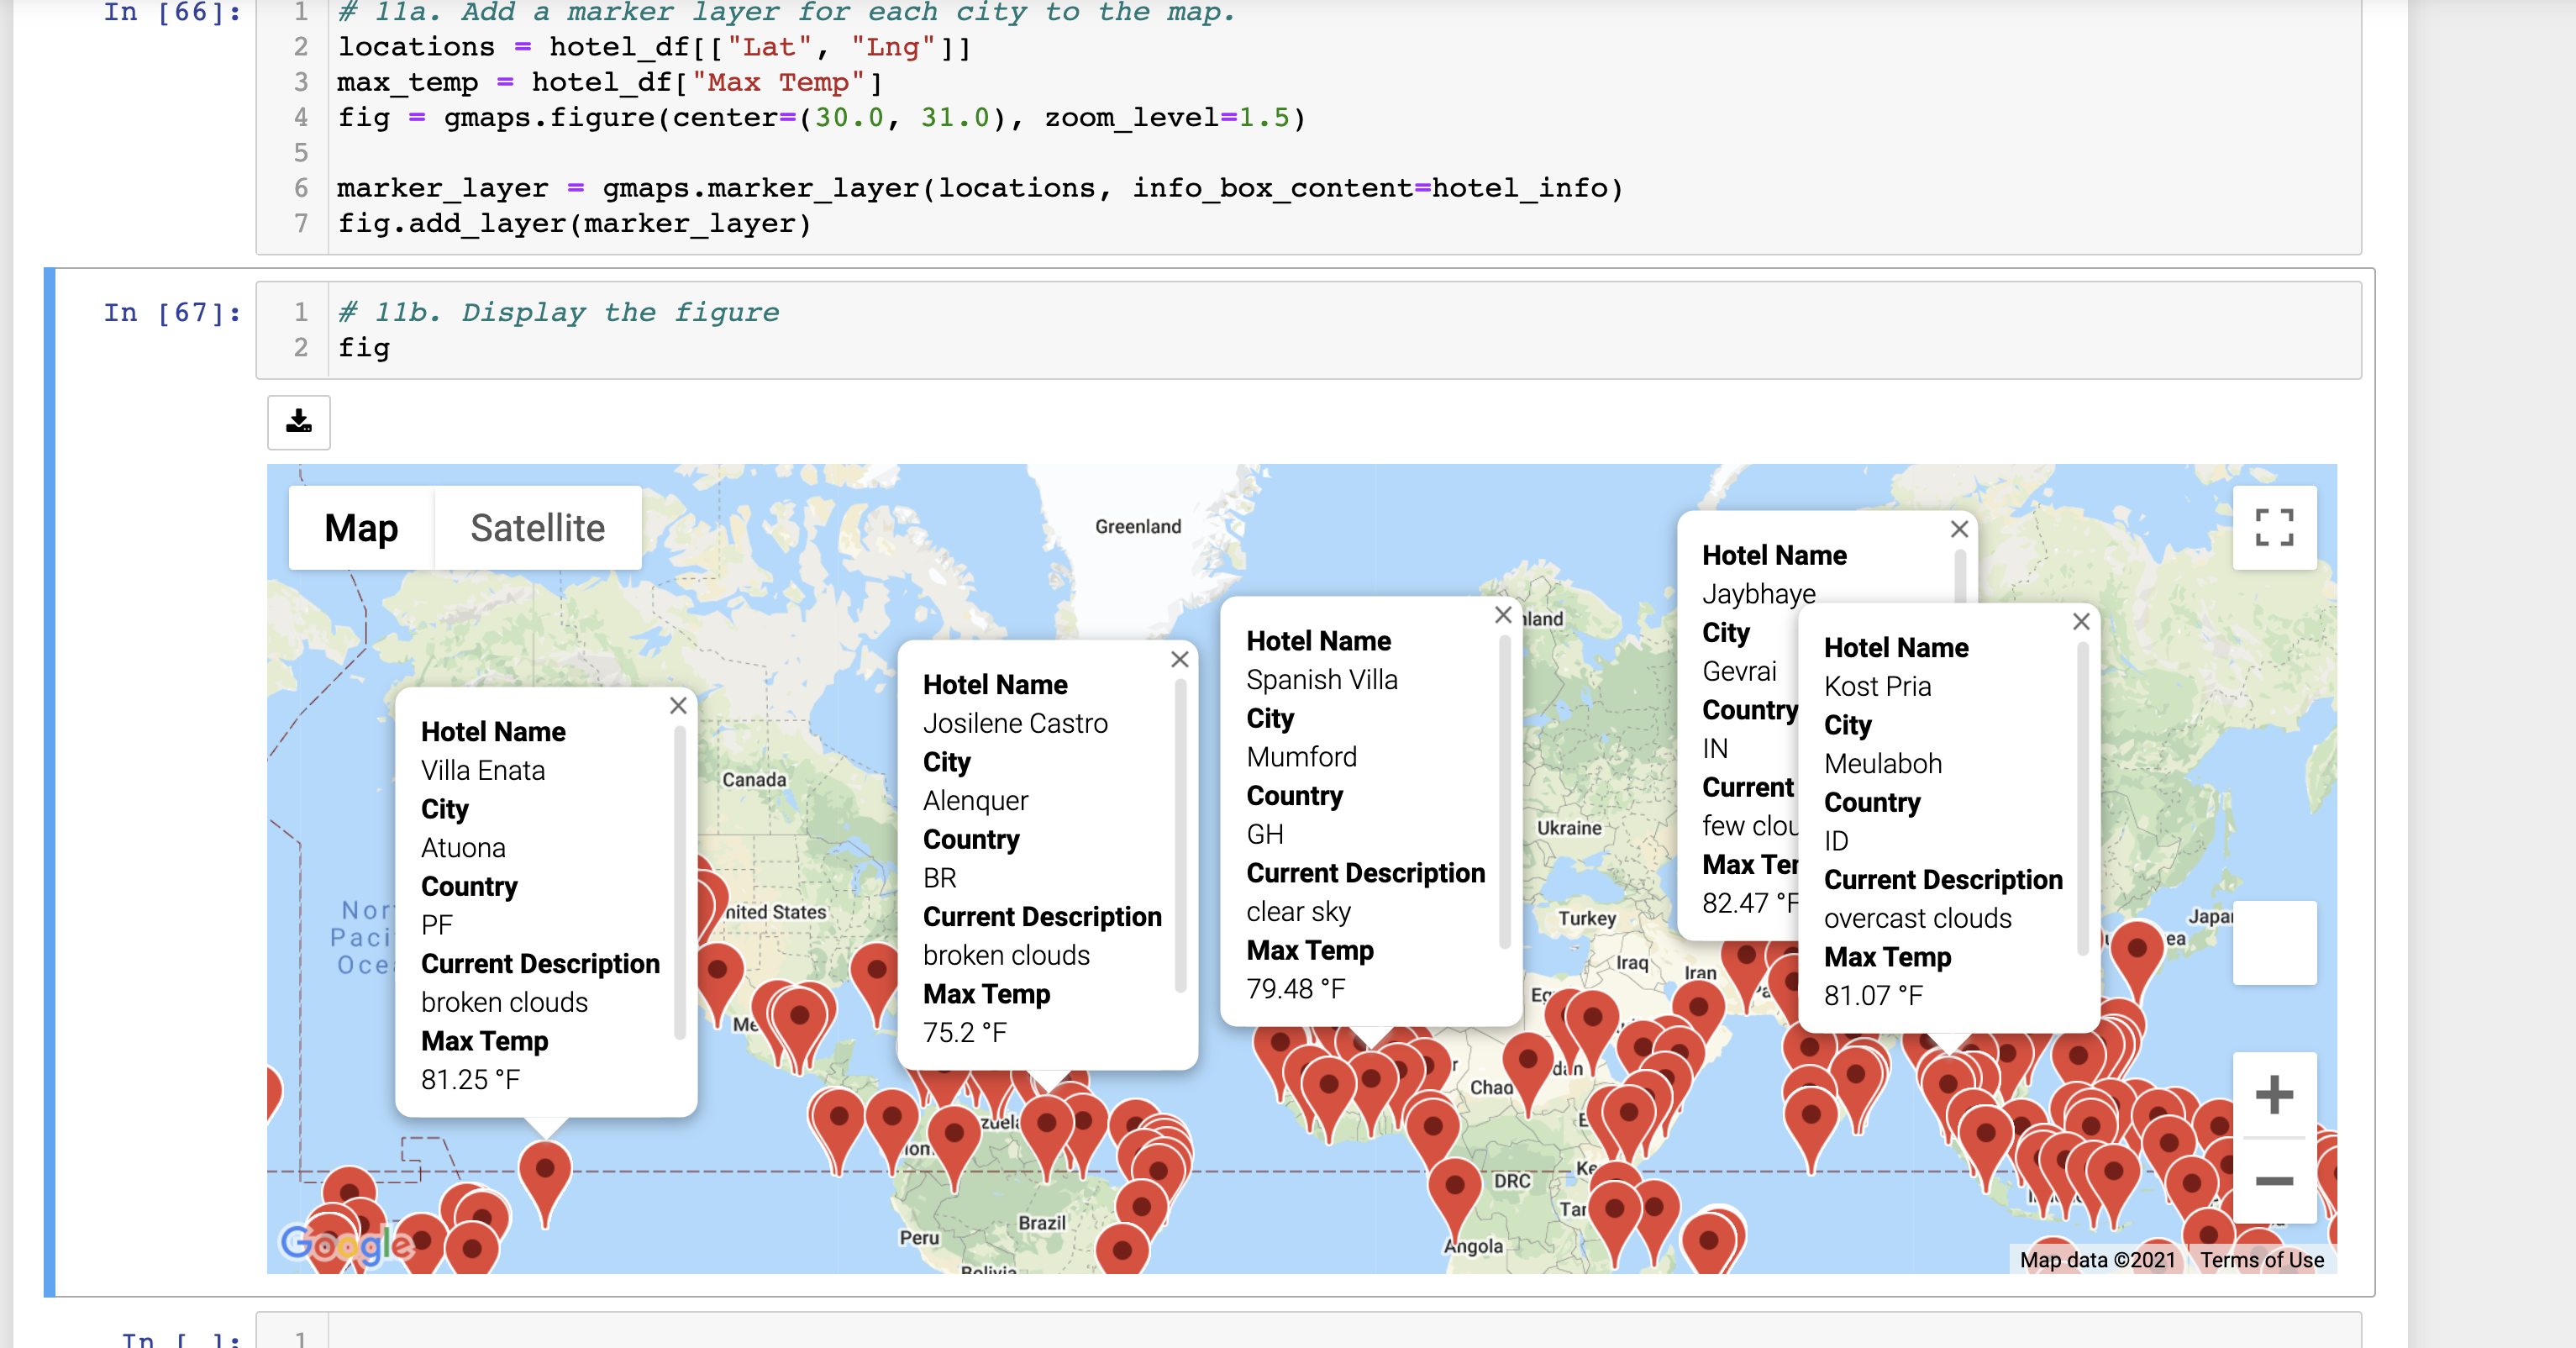 In [66]:
1 # 11a. Add a marker layer for each city to the map.
2 locations = hotel_df[["Lat", "Lng"]]
3 max_temp = hotel_df["Max Temp"]
4 fig = gmaps.figure(center=(30.0, 31.0), zoom_level=1.5)
5
6 marker_layer = gmaps.marker_layer(locations, info_box_content=hotel_info)
7 fig.add_layer(marker_layer)
In [67]:
1 # 11b. Display the figure
2 fig
Map Satellite
Greenland
Canada
Ukraine
Turkey
Iraq
Iran
Chad
DRC
Brazil
Peru
Angola
Hotel Name
Villa Enata
City
Atuona
Country
PF
Current Description
broken clouds
Max Temp
81.25 °F
Hotel Name
Josilene Castro
City
Alenquer
Country
BR
Current Description
broken clouds
Max Temp
75.2 °F
Hotel Name
Spanish Villa
City
Mumford
Country
GH
Current Description
clear sky
Max Temp
79.48 °F
Hotel Name
Jaybhaye
City
Gevrai
Country
IN
Current
few clou
Max Te
82.47 °F
Hotel Name
Kost Pria
City
Meulaboh
Country
ID
Current Description
overcast clouds
Max Temp
81.07 °F
nited States
Google
Map data ©2021 Terms of Use
In [ ]:
1